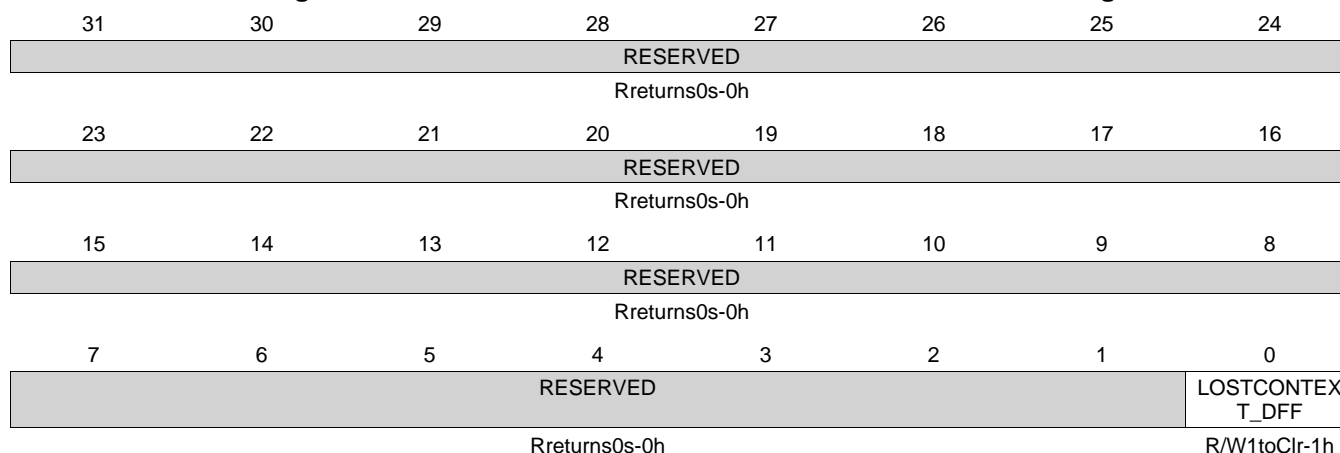 31 30 29 28 27 26 25 24
RESERVED
Rreturns0s-0h
23 22 21 20 19 18 17 16
RESERVED
Rreturns0s-0h
15 14 13 12 11 10 9 8
RESERVED
Rreturns0s-0h
7 6 5 4 3 2 1 0
RESERVED LOSTCONTEX
T_DFF
Rreturns0s-0h R/W1toClr-1h